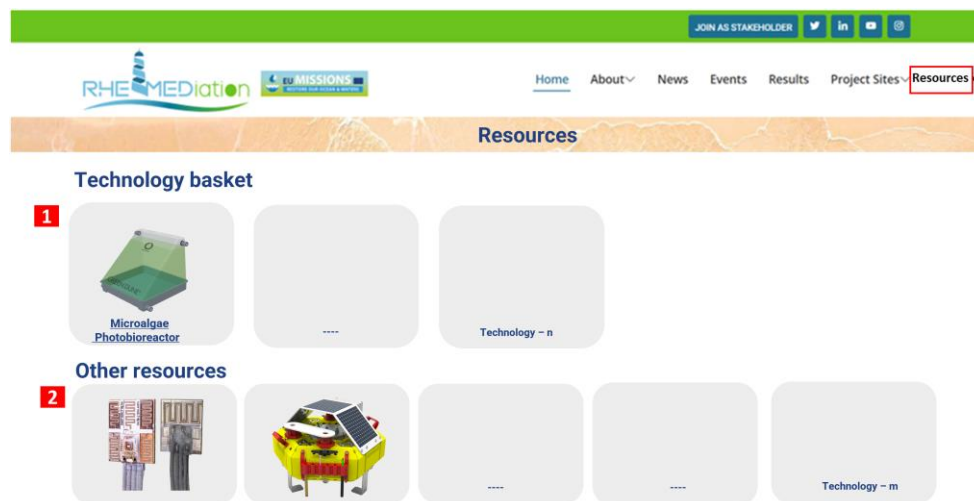 JOIN AS STAKEHOLDER
RHEMEDiation
EU MISSIONS
RESTORE OUR OCEAN & WATERS
Home About News Events Results Project Sites Resources
Resources
Technology basket
1
Microalgae
Photobioreactor
----
Technology – n
Other resources
2
----
----
Technology – m